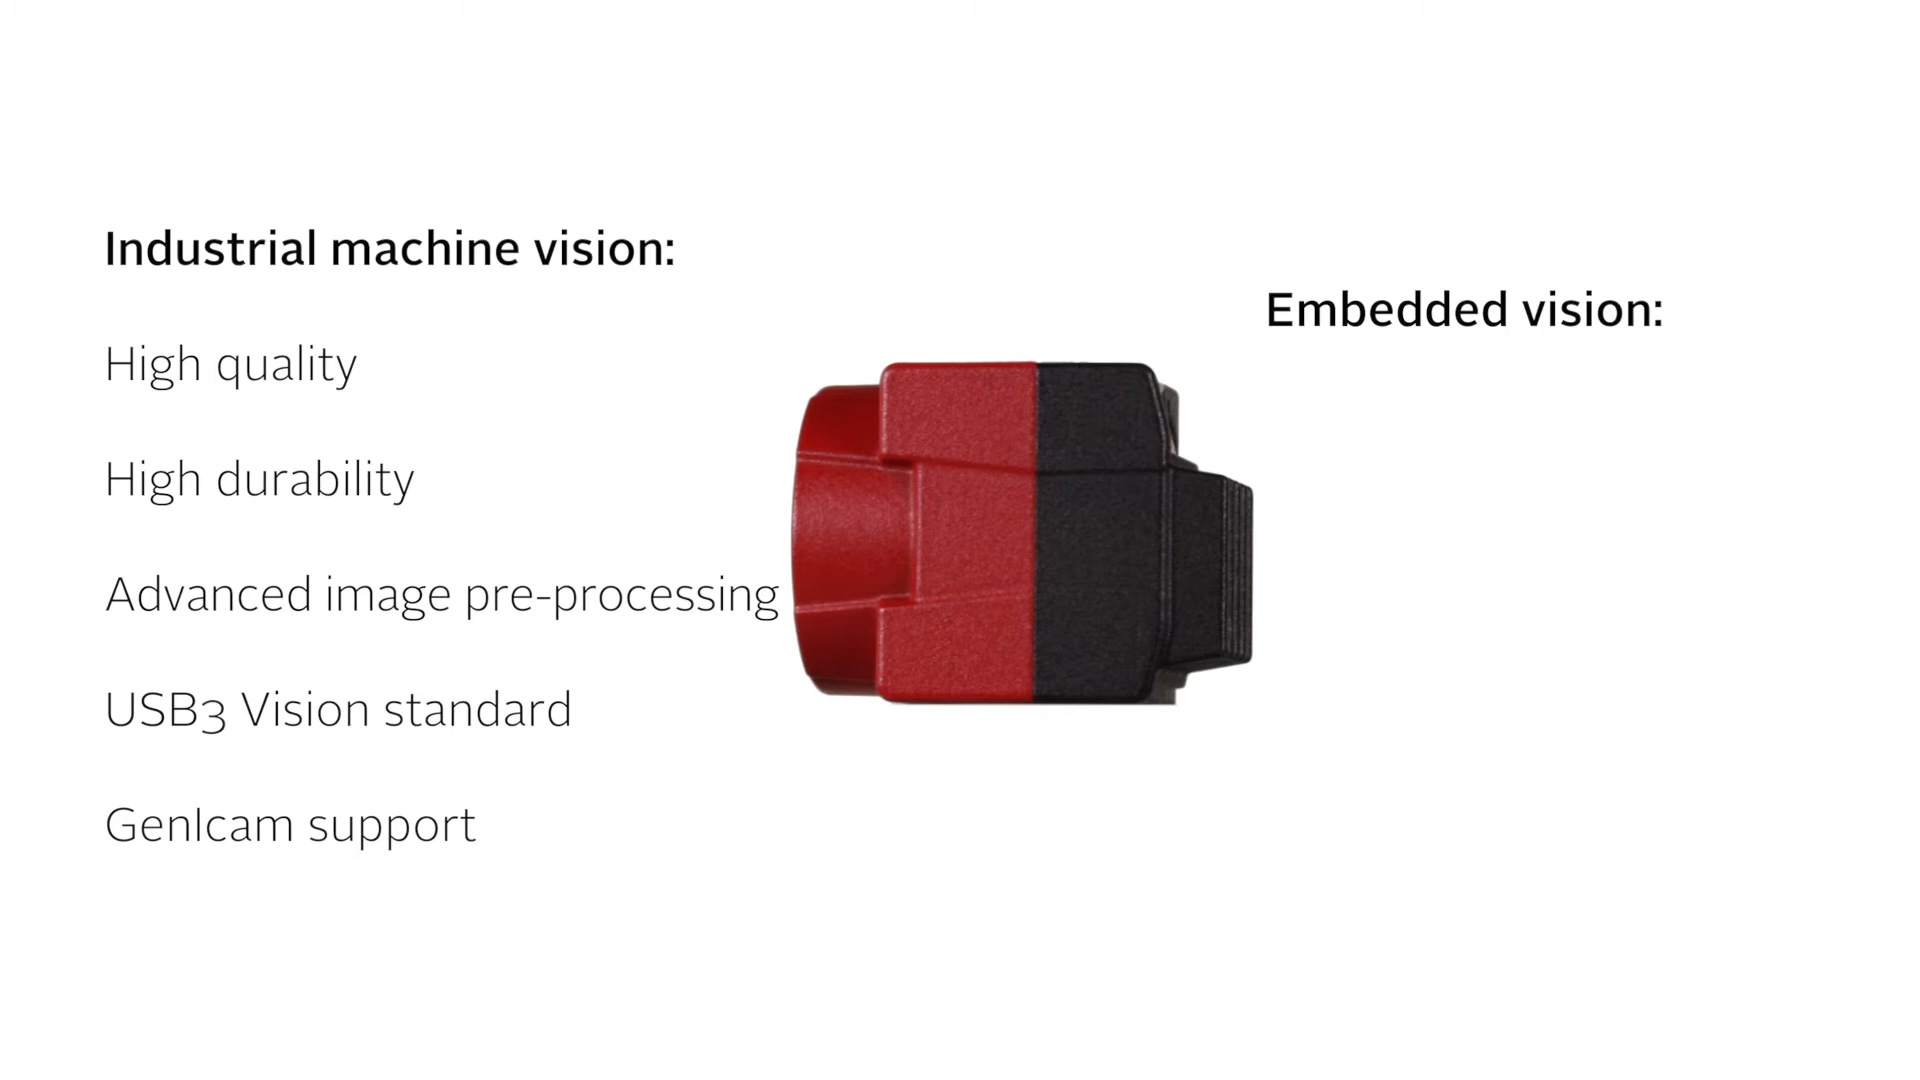 Industrial machine vision:
High quality
High durability
Advanced image pre-processing
USB3 Vision standard
GenIcam support
Embedded vision: